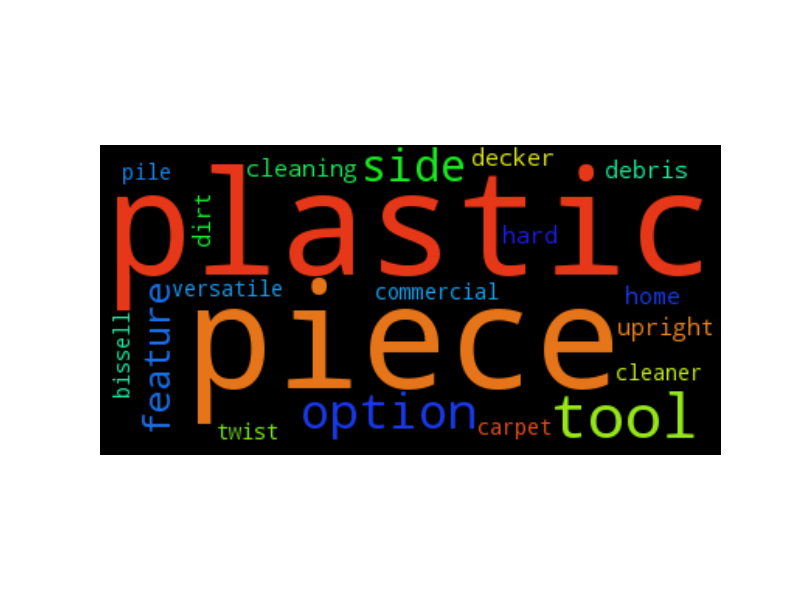 pile
cleaning
side
decker
debris
plastic
dirt
hard
versatile
commercial
home
bissell
feature
piece
upright
cleaner
twist
option
carpet
tool